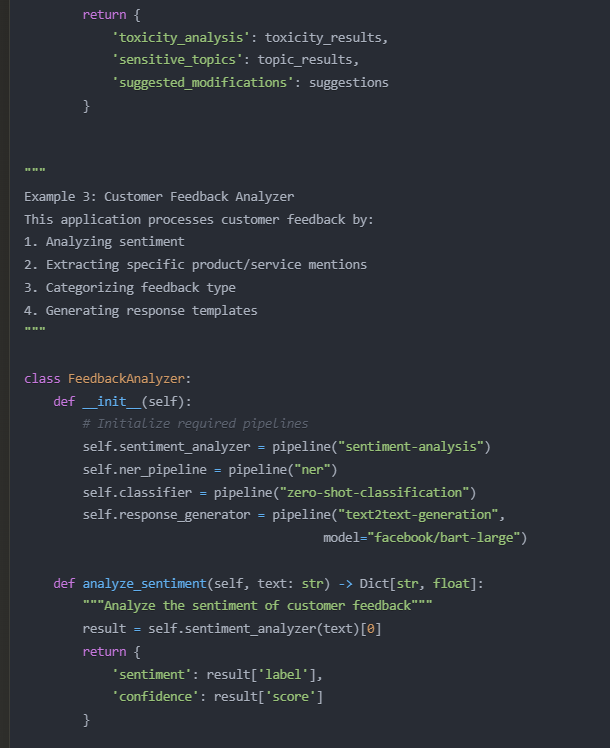 return {
'toxicity_analysis': toxicity_results,
'sensitive_topics': topic_results,
'suggested_modifications': suggestions
}
"""
Example 3: Customer Feedback Analyzer
This application processes customer feedback by:
1. Analyzing sentiment
2. Extracting specific product/service mentions
3. Categorizing feedback type
4. Generating response templates
"""
class FeedbackAnalyzer:
def __init__(self):
# Initialize required pipelines
self.sentiment_analyzer = pipeline("sentiment-analysis")
self.ner_pipeline = pipeline("ner")
self.classifier = pipeline("zero-shot-classification")
self.response_generator = pipeline("text2text-generation",
model="facebook/bart-large")
def analyze_sentiment(self, text: str) -> Dict[str, float]:
"""Analyze the sentiment of customer feedback"""
result = self.sentiment_analyzer(text)[0]
return {
'sentiment': result['label'],
'confidence': result['score']
}